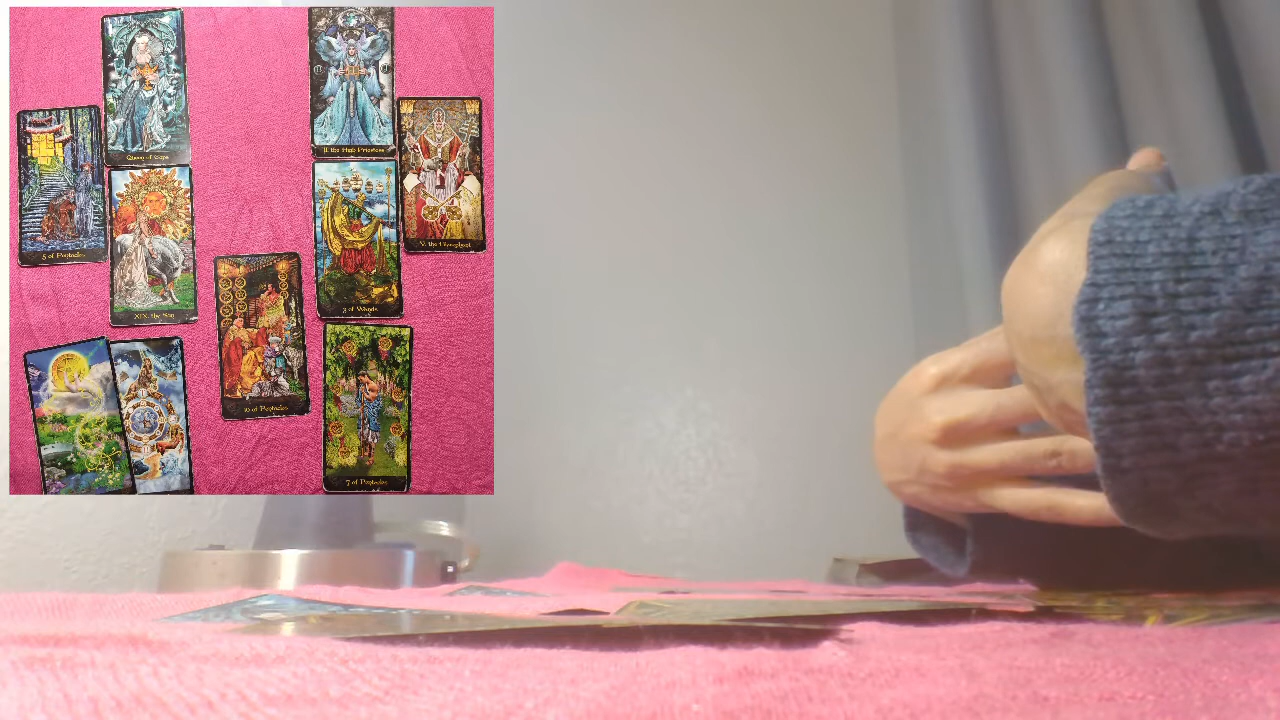 Queen of Cups
II. the High Priestess
5 of Pentacles
V. the Hierophant
XIX. the Sun
3 of Wands
10 of Pentacles
7 of Pentacles